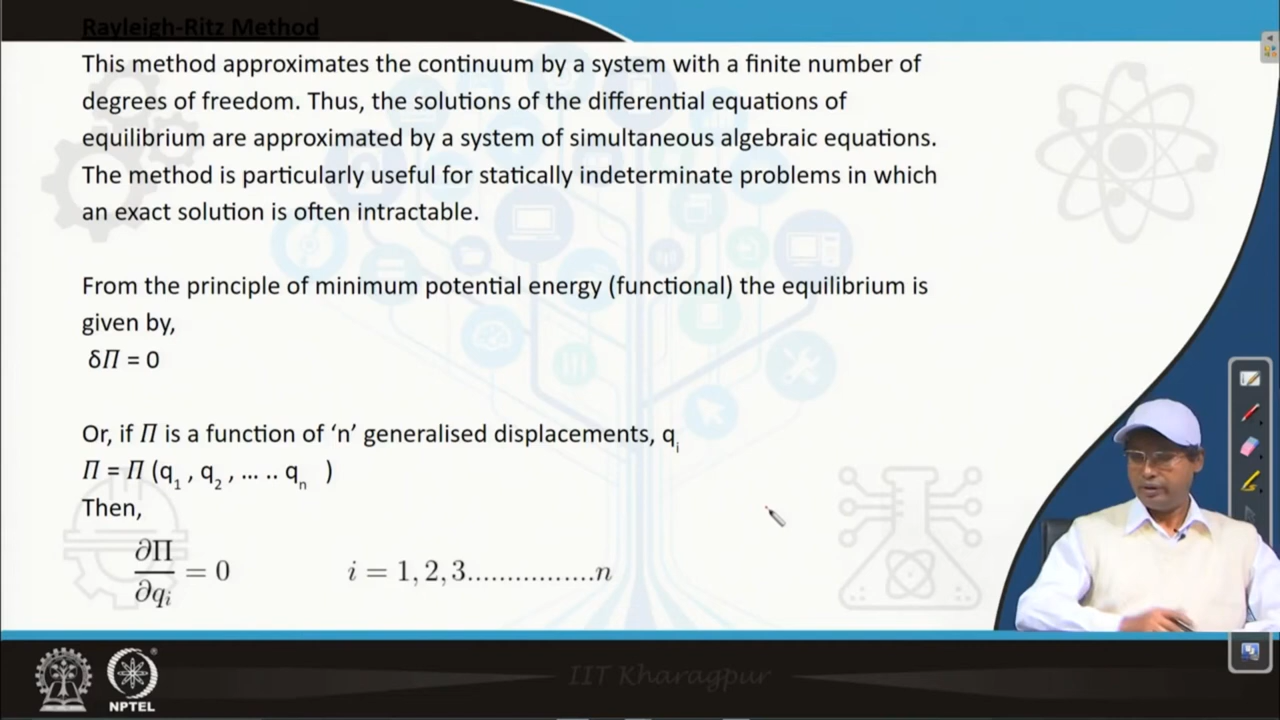 Rayleigh-Ritz Method
This method approximates the continuum by a system with a finite number of
degrees of freedom. Thus, the solutions of the differential equations of
equilibrium are approximated by a system of simultaneous algebraic equations.
The method is particularly useful for statically indeterminate problems in which
an exact solution is often intractable.
From the principle of minimum potential energy (functional) the equilibrium is
given by,
δΠ = 0
Or, if Π is a function of ‘n’ generalised displacements, qᵢ
Π = Π (q₁ , q₂ , ... .. qₙ )
Then,
∂Π/∂qᵢ = 0 i = 1, 2, 3................n
IIT Kharagpur
NPTEL